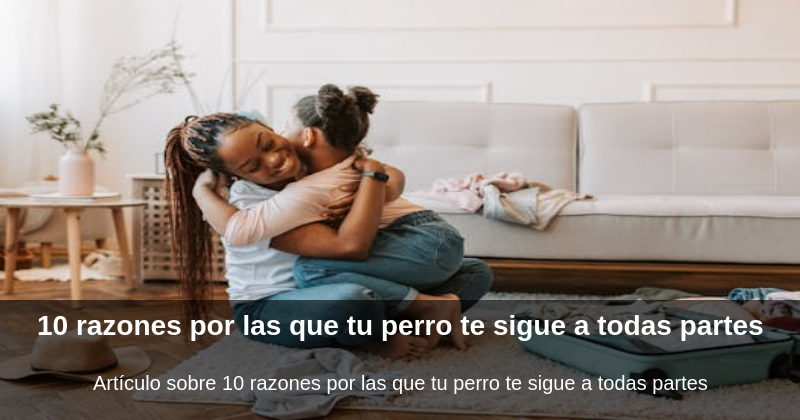 10 razones por las que tu perro te sigue a todas partes
Artículo sobre 10 razones por las que tu perro te sigue a todas partes